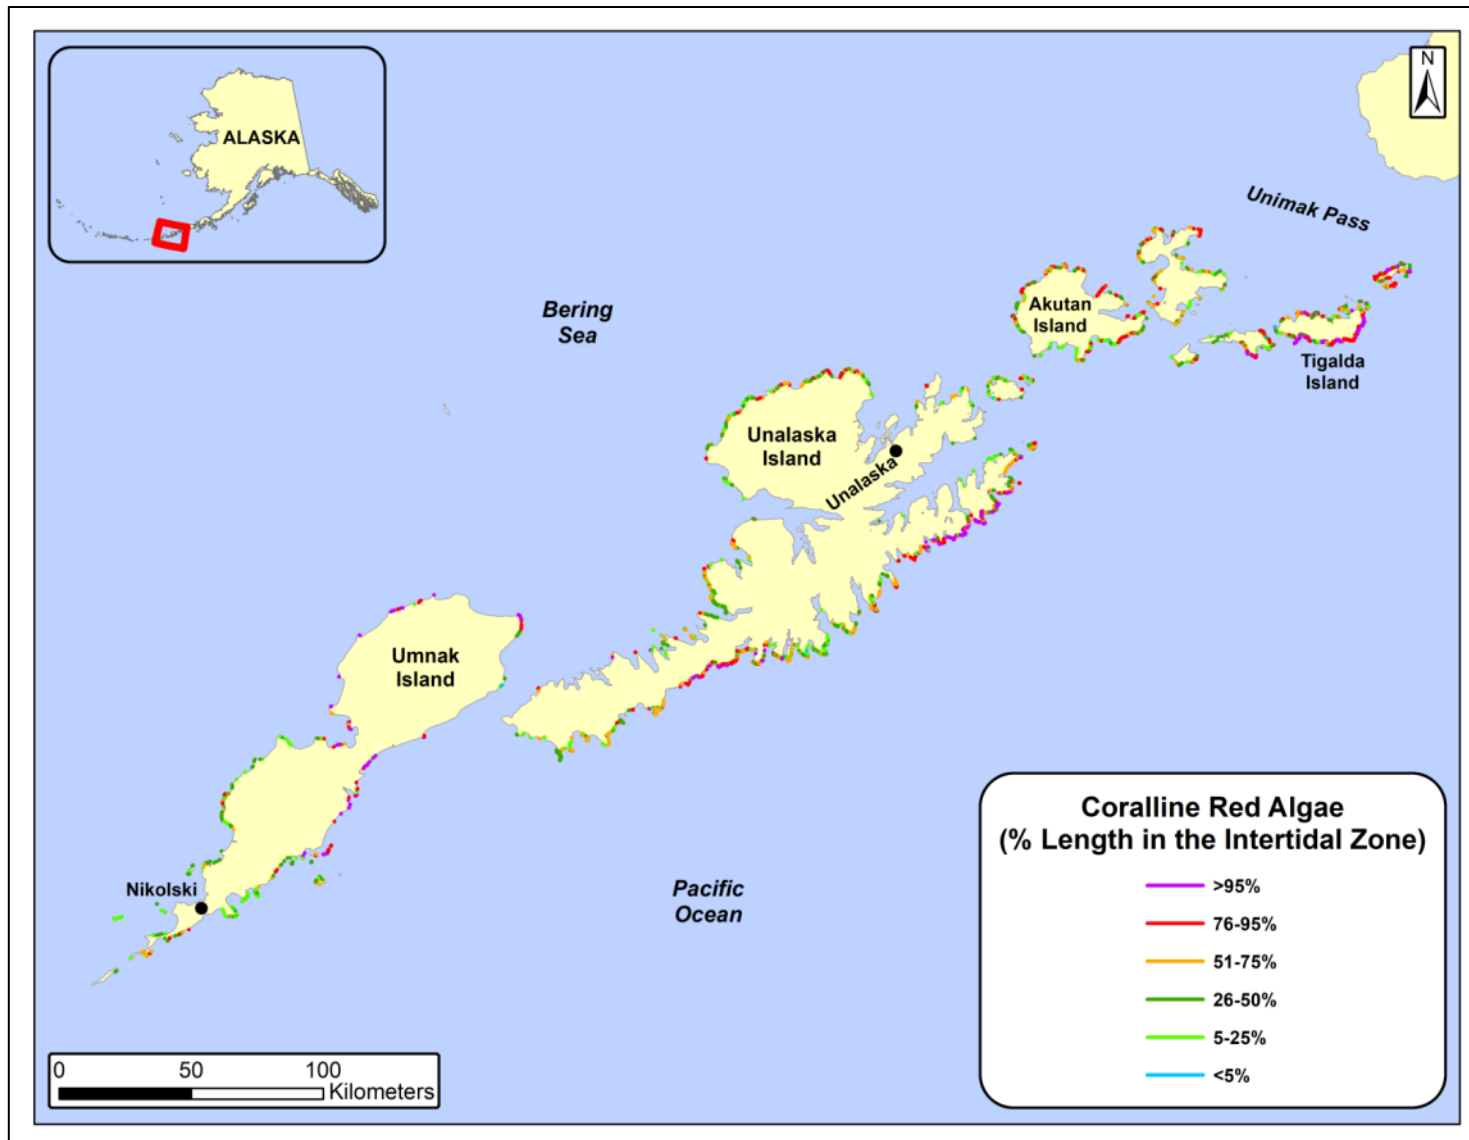 ALASKA
N
Unimak Pass
Bering
Sea
Akutan
Island
Tigalda
Island
Unalaska
Island
Unalaska
Umnak
Island
Nikolski
Pacific
Ocean
Coralline Red Algae
(% Length in the Intertidal Zone)
>95%
76-95%
51-75%
26-50%
5-25%
<5%
0 50 100
Kilometers